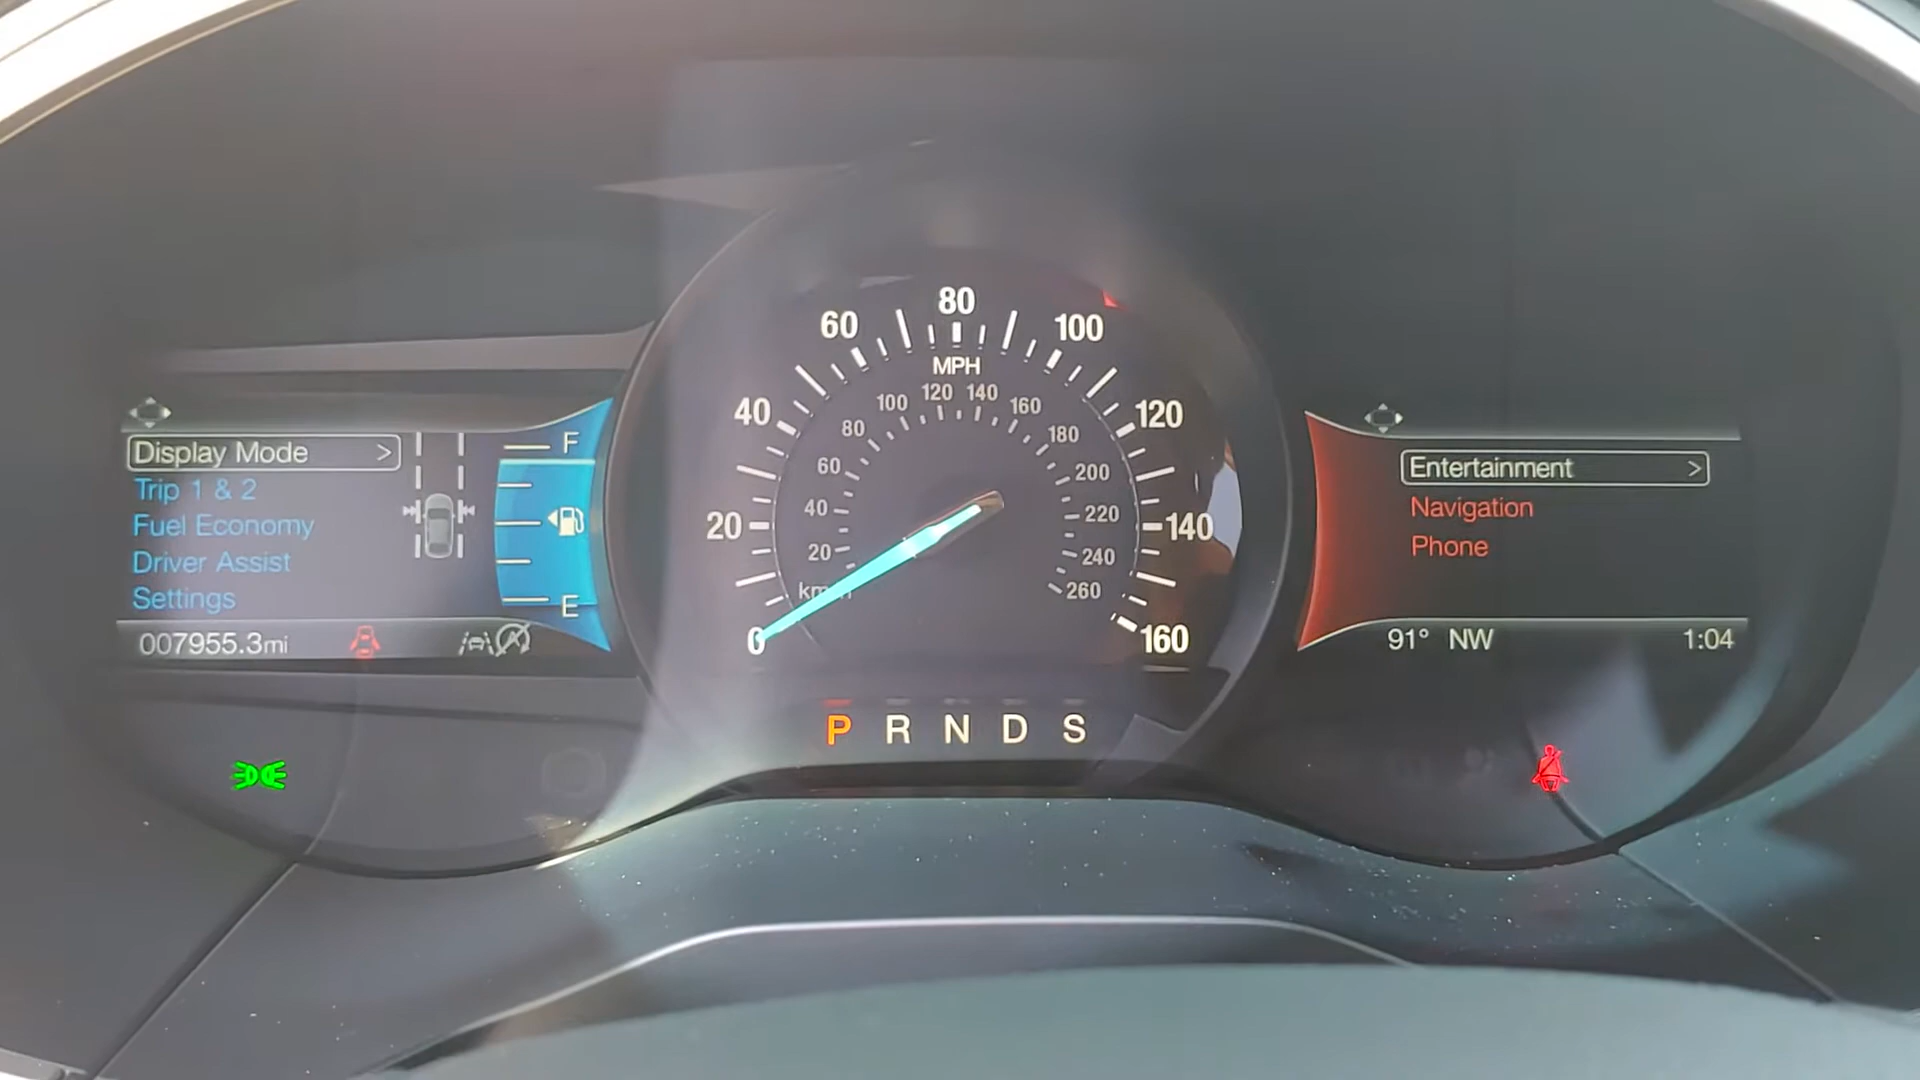 Display Mode >
Trip 1 & 2
Fuel Economy
Driver Assist
Settings
007955.3mi
F
E
0
20
40
60
80
100
120
140
160
MPH
20
40
60
80
100
120
140
160
180
200
220
240
260
P R N D S
Entertainment >
Navigation
Phone
91° NW 1:04